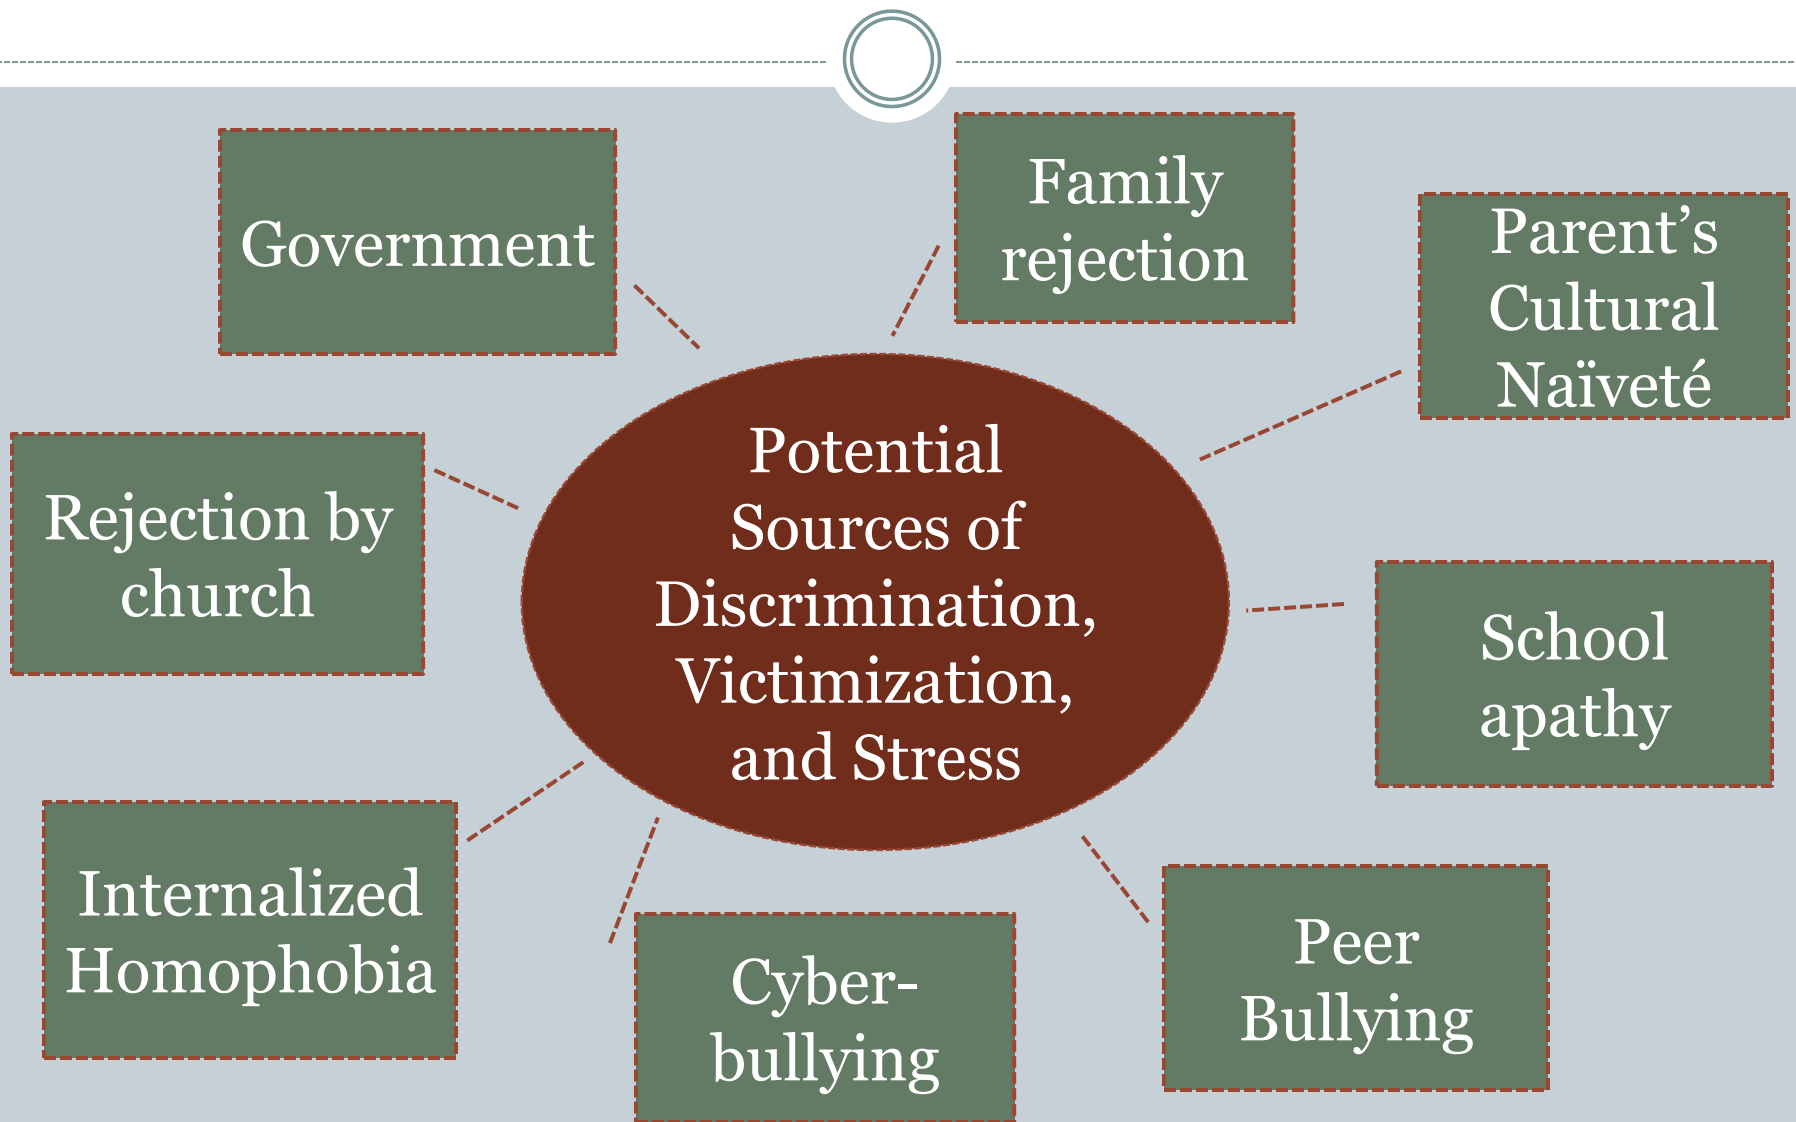 Government
Family
rejection
Parent’s
Cultural
Naïveté
Rejection by
church
Potential
Sources of
Discrimination,
Victimization,
and Stress
School
apathy
Internalized
Homophobia
Cyber-
bullying
Peer
Bullying